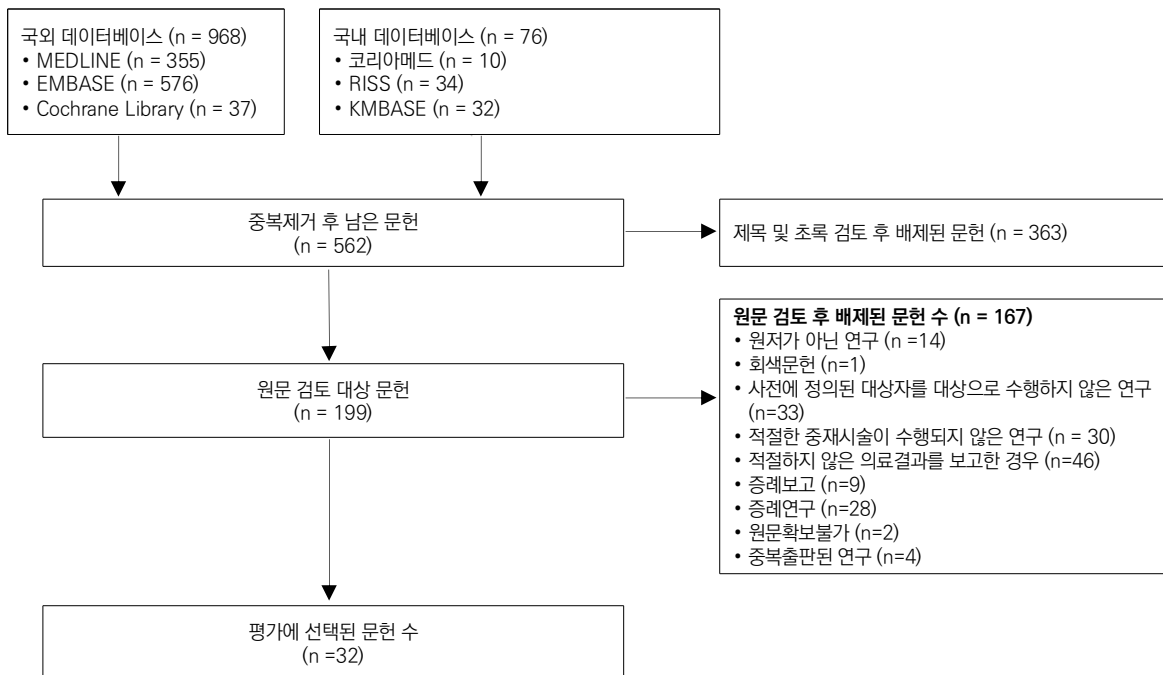 국외 데이터베이스 (n = 968)
• MEDLINE (n = 355)
• EMBASE (n = 576)
• Cochrane Library (n = 37)
국내 데이터베이스 (n = 76)
• 코리아메드 (n = 10)
• RISS (n = 34)
• KMBASE (n = 32)
중복제거 후 남은 문헌
(n = 562)
제목 및 초록 검토 후 배제된 문헌 (n = 363)
원문 검토 대상 문헌
(n = 199)
원문 검토 후 배제된 문헌 수 (n = 167)
• 원저가 아닌 연구 (n =14)
• 회색문헌 (n=1)
• 사전에 정의된 대상자를 대상으로 수행하지 않은 연구
(n=33)
• 적절한 중재시술이 수행되지 않은 연구 (n = 30)
• 적절하지 않은 의료결과를 보고한 경우 (n=46)
• 증례보고 (n=9)
• 증례연구 (n=28)
• 원문확보불가 (n=2)
• 중복출판된 연구 (n=4)
평가에 선택된 문헌 수
(n =32)